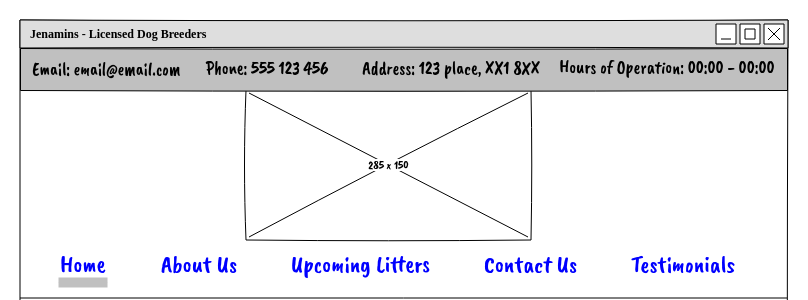 Jenamins - Licensed Dog Breeders
Email: email@email.com Phone: 555 123 456 Address: 123 place, XX1 8XX Hours of Operation: 00:00 - 00:00
285 x 150
Home About Us Upcoming Litters Contact Us Testimonials